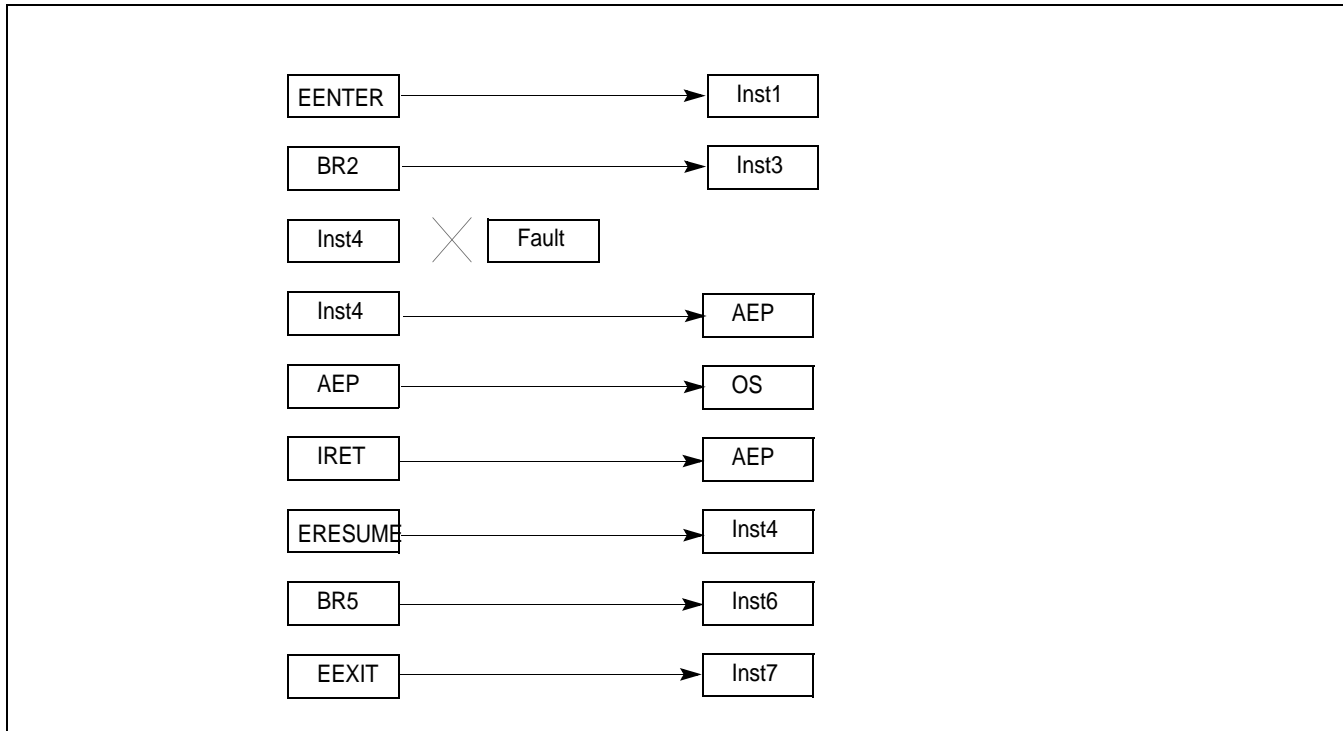 EENTER Inst1
BR2 Inst3
Inst4 Fault
Inst4 AEP
AEP OS
IRET AEP
ERESUME Inst4
BR5 Inst6
EEXIT Inst7